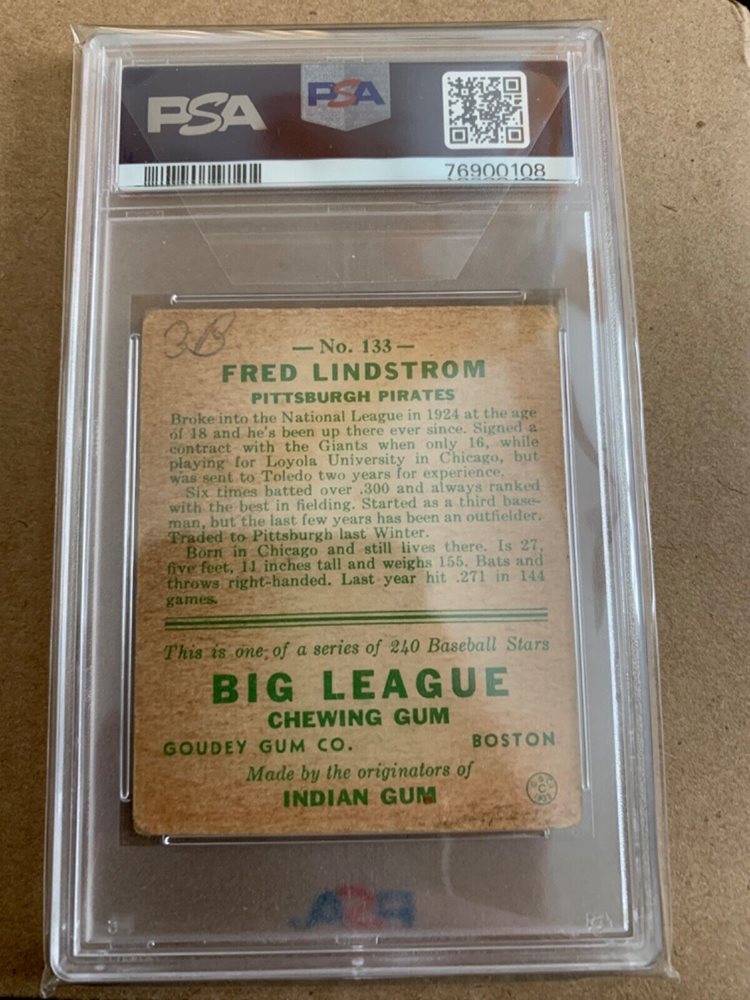 PSA
PSA
76900108
3B
— No. 133 —
FRED LINDSTROM
PITTSBURGH PIRATES
Broke into the National League in 1924 at the age
of 18 and he's been up there ever since. Signed a
contract with the Giants when only 16, while
playing for Loyola University in Chicago, but
was sent to Toledo two years for experience.
Six times batted over .300 and always ranked
with the best in fielding. Started as a third base-
man, but the last few years has been an outfielder.
Traded to Pittsburgh last Winter.
Born in Chicago and still lives there. Is 27,
five feet, 11 inches tall and weighs 155. Bats and
throws right-handed. Last year hit .271 in 144
games.
This is one of a series of 240 Baseball Stars
BIG LEAGUE
CHEWING GUM
GOUDEY GUM CO. BOSTON
Made by the originators of
INDIAN GUM
PSA